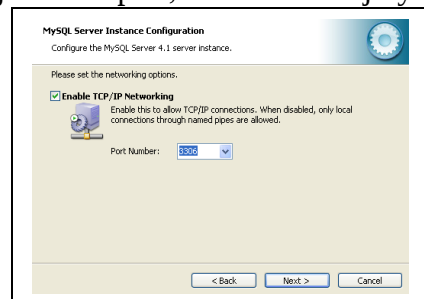 MySQL Server Instance Configuration
Configure the MySQL Server 4.1 server instance.
Please set the networking options.
Enable TCP/IP Networking
Enable this to allow TCP/IP connections. When disabled, only local
connections through named pipes are allowed.
Port Number: 3306
< Back Next > Cancel